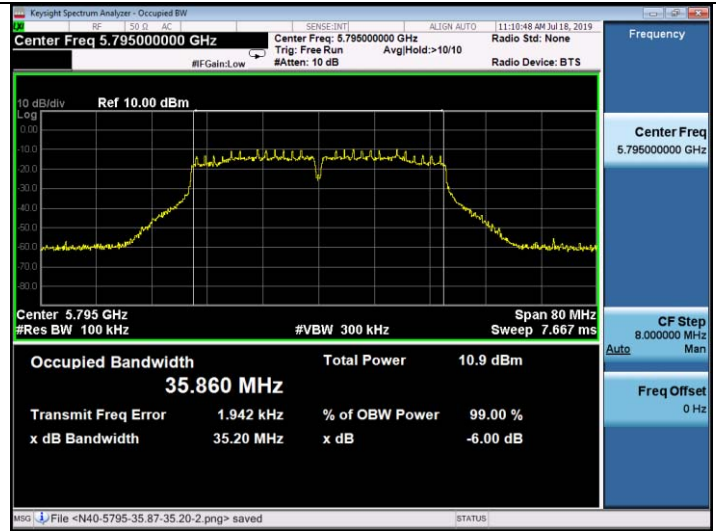 Keysight Spectrum Analyzer - Occupied BW
LXI RF 50 Ω AC SENSE:INT ALIGN AUTO 11:10:48 AM Jul 18, 2019
Center Freq 5.795000000 GHz
Center Freq: 5.795000000 GHz
Radio Std: None
Trig: Free Run Avg|Hold:>10/10
#IFGain:Low #Atten: 10 dB Radio Device: BTS
Frequency
10 dB/div Ref 10.00 dBm
Log
0.00
-10.0
-20.0
-30.0
-40.0
-50.0
-60.0
-70.0
-80.0
Center 5.795 GHz Span 80 MHz
#Res BW 100 kHz #VBW 300 kHz Sweep 7.667 ms
Center Freq
5.795000000 GHz
CF Step
8.000000 MHz
Auto Man
Freq Offset
0 Hz
Occupied Bandwidth Total Power 10.9 dBm
35.860 MHz
Transmit Freq Error 1.942 kHz % of OBW Power 99.00 %
x dB Bandwidth 35.20 MHz x dB -6.00 dB
MSG File <N40-5795-35.87-35.20-2.png> saved STATUS